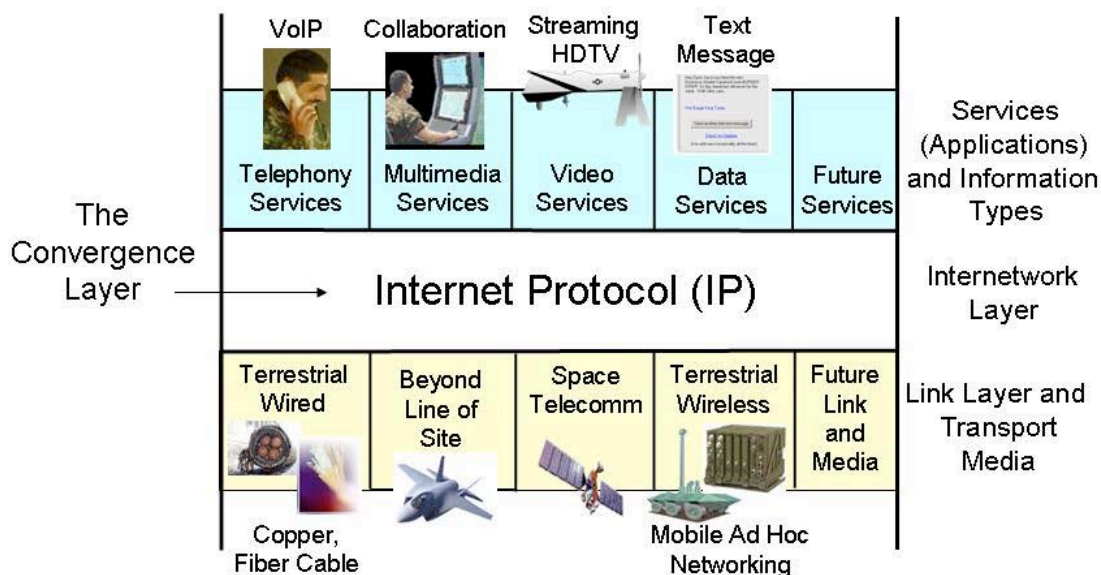 VoIP
Collaboration
Streaming
HDTV
Text
Message
Telephony
Services
Multimedia
Services
Video
Services
Data
Services
Future
Services
Services
(Applications)
and Information
Types
The
Convergence
Layer
Internet Protocol (IP)
Internetwork
Layer
Terrestrial
Wired
Beyond
Line of
Site
Space
Telecomm
Terrestrial
Wireless
Future
Link
and
Media
Link Layer and
Transport
Media
Copper,
Fiber Cable
Mobile Ad Hoc
Networking